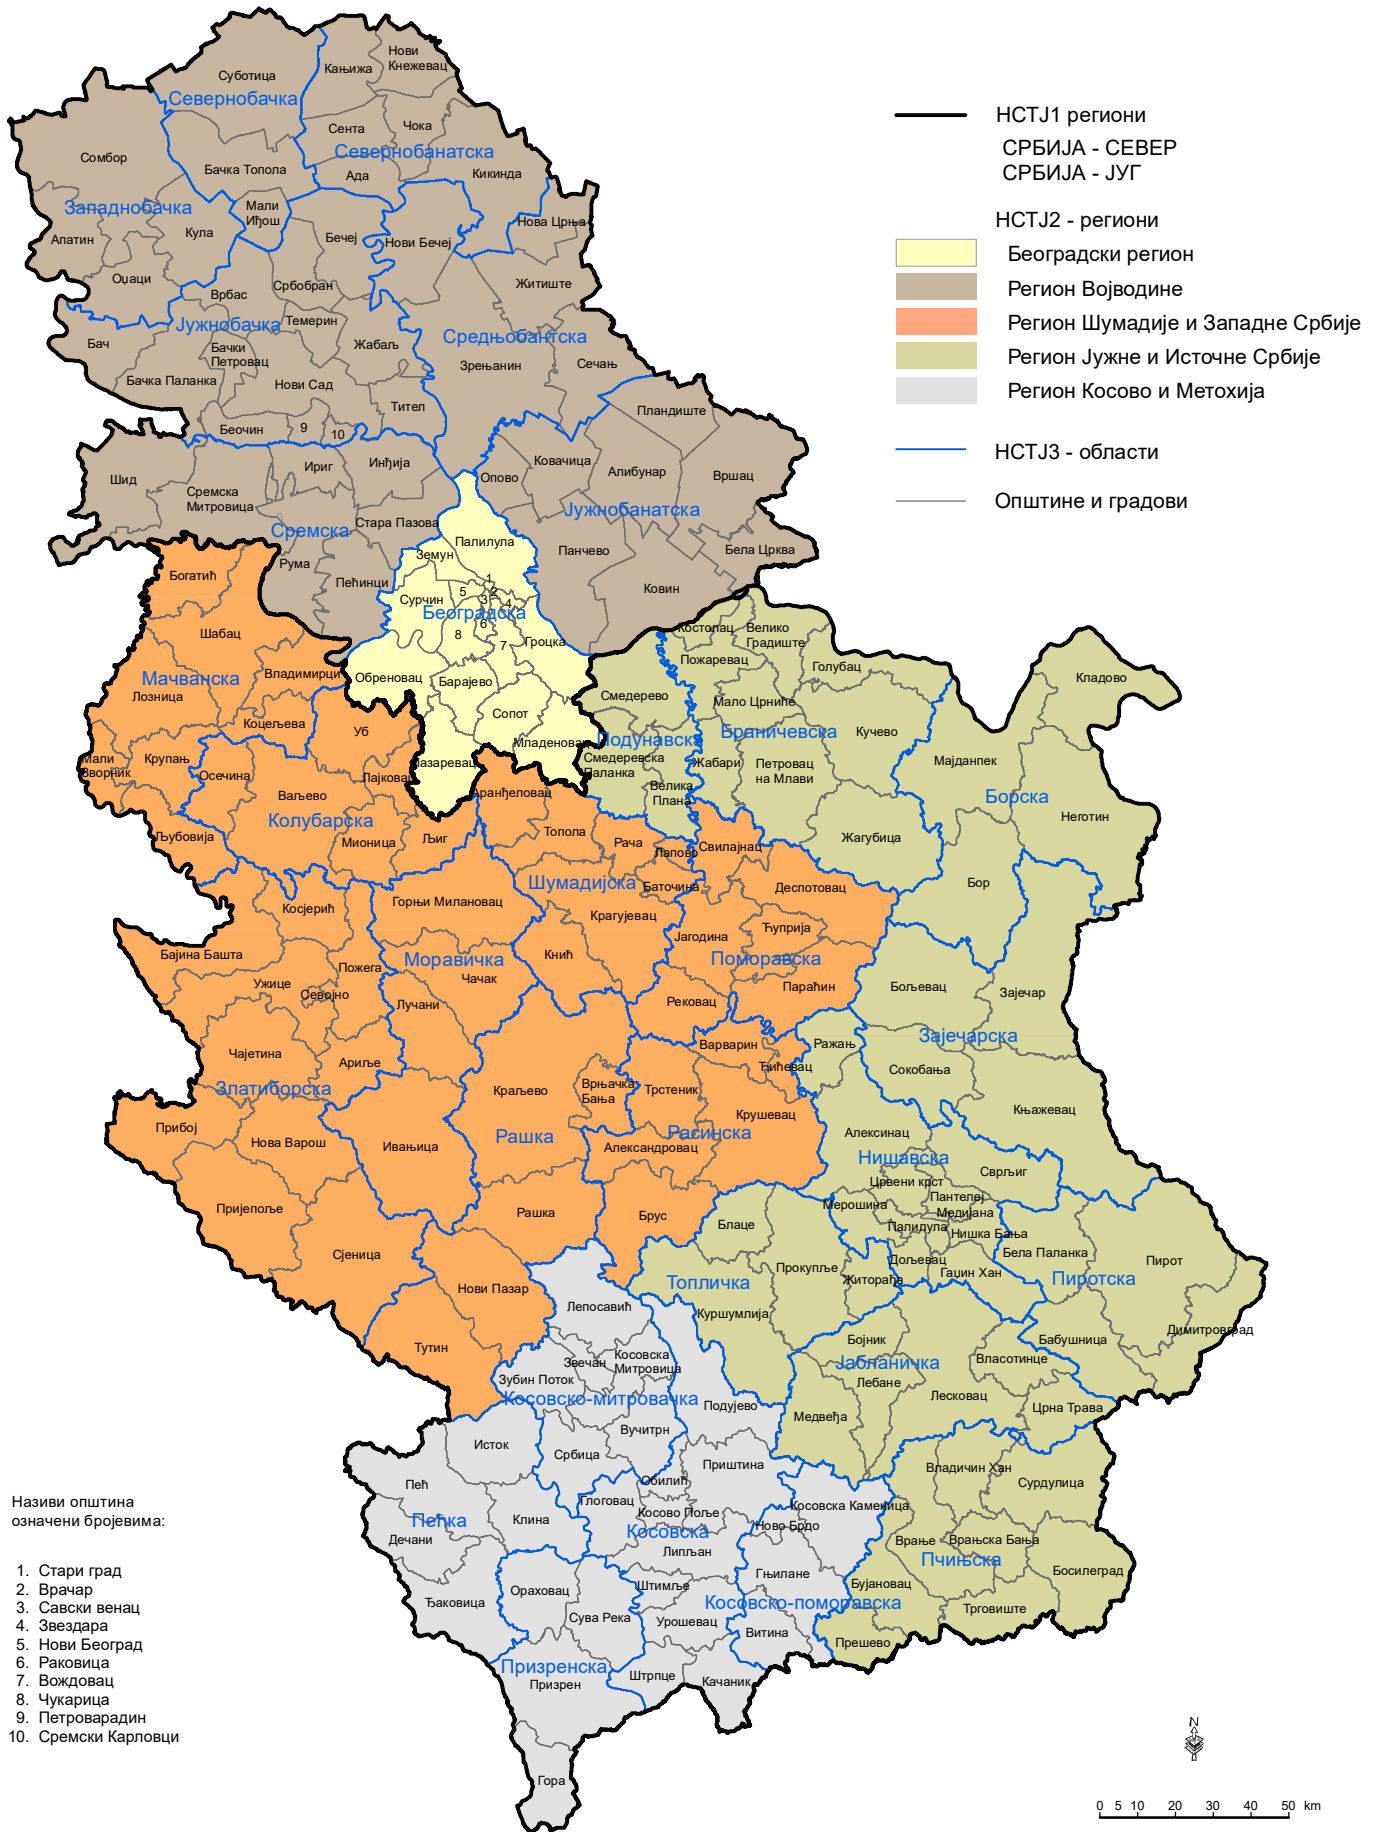 НСТЈ1 региони
СРБИЈА - СЕВЕР
СРБИЈА - ЈУГ
НСТЈ2 - региони
Београдски регион
Регион Војводине
Регион Шумадије и Западне Србије
Регион Јужне и Источне Србије
Регион Косово и Метохија
НСТЈ3 - области
Општине и градови
Суботица
Кањижа
Нови
Кнежевац
Севернобачка
Сента
Чока
Севернобанатска
Сомбор
Бачка Топола
Ада
Кикинда
Западнобачка
Мали
Иђош
Апатин
Кула
Бечеј
Нови Бечеј
Нова Црња
Оџаци
Врбас
Србобран
Житиште
Јужнобачка
Темерин
Средњобантска
Бач
Бачки
Петровац
Жабаљ
Зрењанин
Сечањ
Бачка Паланка
Нови Сад
Тител
Пландиште
Беочин
9
10
Шид
Ириг
Инђија
Опово
Ковачица
Алибунар
Вршац
Сремска
Митровица
Јужнобанатска
Сремска
Стара Пазова
Палилула
Земун
Панчево
Бела Црква
Рума
Пећинци
Ковин
Богатић
Сурчин
5
1
2
3
4
Београдска
6
8
7
Гроцка
Шабац
Костолац
Велико
Градиште
Пожаревац
Голубац
Кладово
Мачванска
Владимирци
Обреновац
Барајево
Лозница
Смедерево
Мало Црниће
Коцељева
Уб
Сопот
Младеновац
Подунавска
Браничевска
Кучево
Мали
Зворник
Крупањ
Осечина
Лајковац
Лазаревац
Смедеревска
Паланка
Жабари
Петровац
на Млави
Мајданпек
Борска
Ваљево
Аранђеловац
Велика
Плана
Неготин
Колубарска
Љубовија
Мионица
Љиг
Топола
Рача
Лапово
Свилајнац
Жагубица
Шумадијска
Баточина
Деспотовац
Бор
Косјерић
Горњи Милановац
Крагујевац
Јагодина
Ћуприја
Бајина Башта
Пожега
Моравичка
Чачак
Кнић
Поморавска
Ужице
Севојно
Лучани
Рековац
Параћин
Бољевац
Зајечар
Чајетина
Ариље
Варварин
Ражањ
Зајечарска
Златиборска
Краљево
Врњачка
Бања
Трстеник
Ћићевац
Сокобања
Књажевац
Прибој
Нова Варош
Ивањица
Рашка
Расинска
Крушевац
Александровац
Алексинац
Нишавска
Сврљиг
Црвени крст
Пантелеј
Пријепоље
Рашка
Брус
Блаце
Мерошина
Медијана
Палилула
Нишка Бања
Сјеница
Прокупље
Дољевац
Бела Паланка
Пирот
Нови Пазар
Топличка
Житорађа
Гаџин Хан
Пиротска
Лепосавић
Куршумлија
Тутин
Бојник
Бабушница
Димитровград
Звечан
Косовска
Митровица
Јабланичка
Власотинце
Зубин Поток
Лебане
Лесковац
Косовско-митровачка
Подујево
Медвеђа
Црна Трава
Исток
Србица
Вучитрн
Пећ
Обилић
Приштина
Владичин Хан
Сурдулица
Глоговац
Косово Поље
Косовска Каменица
Пећка
Клина
Косовска
Ново Брдо
Дечани
Липљан
Врање
Врањска Бања
Пчињска
Ђаковица
Ораховац
Штимље
Гњилане
Бујановац
Босилеград
Сува Река
Косовско-поморавска
Урошевац
Витина
Трговиште
Прешево
Призренска
Призрен
Штрпце
Качаник
Гора
Називи општина
означени бројевима:
1. Стари град
2. Врачар
3. Савски венац
4. Звездара
5. Нови Београд
6. Раковица
7. Вождовац
8. Чукарица
9. Петроварадин
10. Сремски Карловци
N
0 5 10 20 30 40 50 km